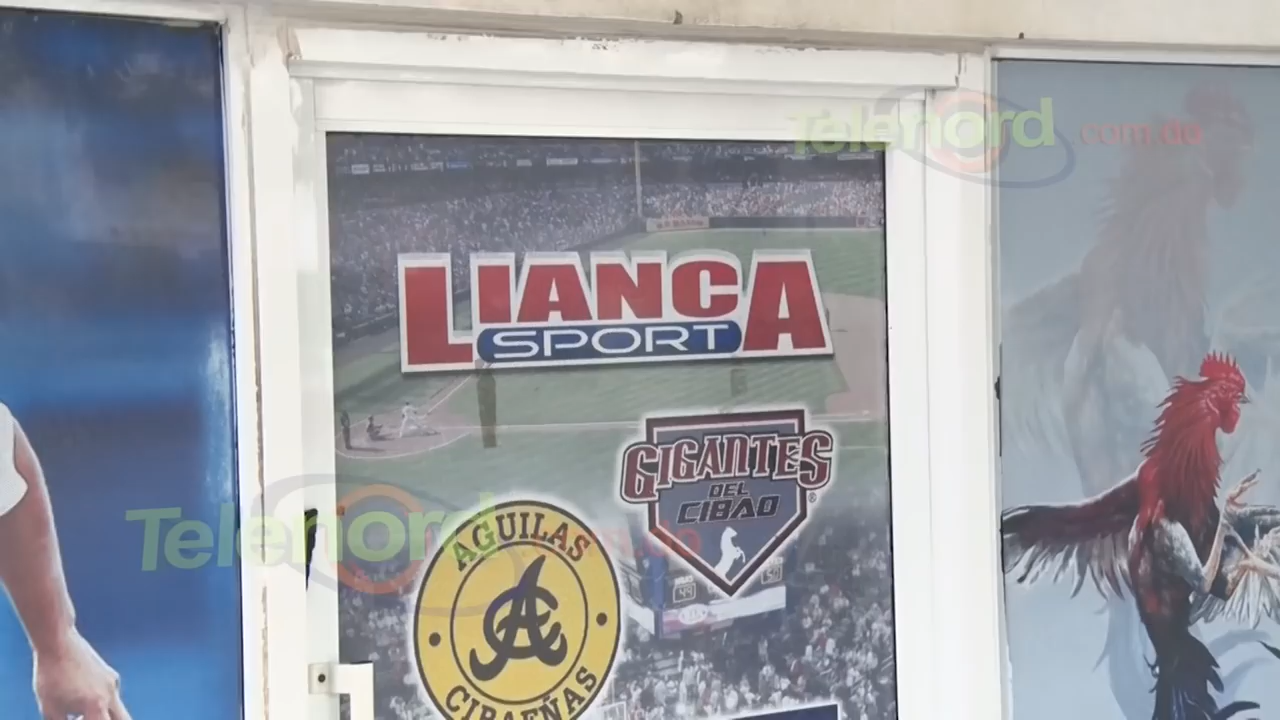 Telenord.com.do
LIANCA
SPORT
GIGANTES
DEL
CIBAO
®
Telenord
AGUILAS
CIBAEÑAS